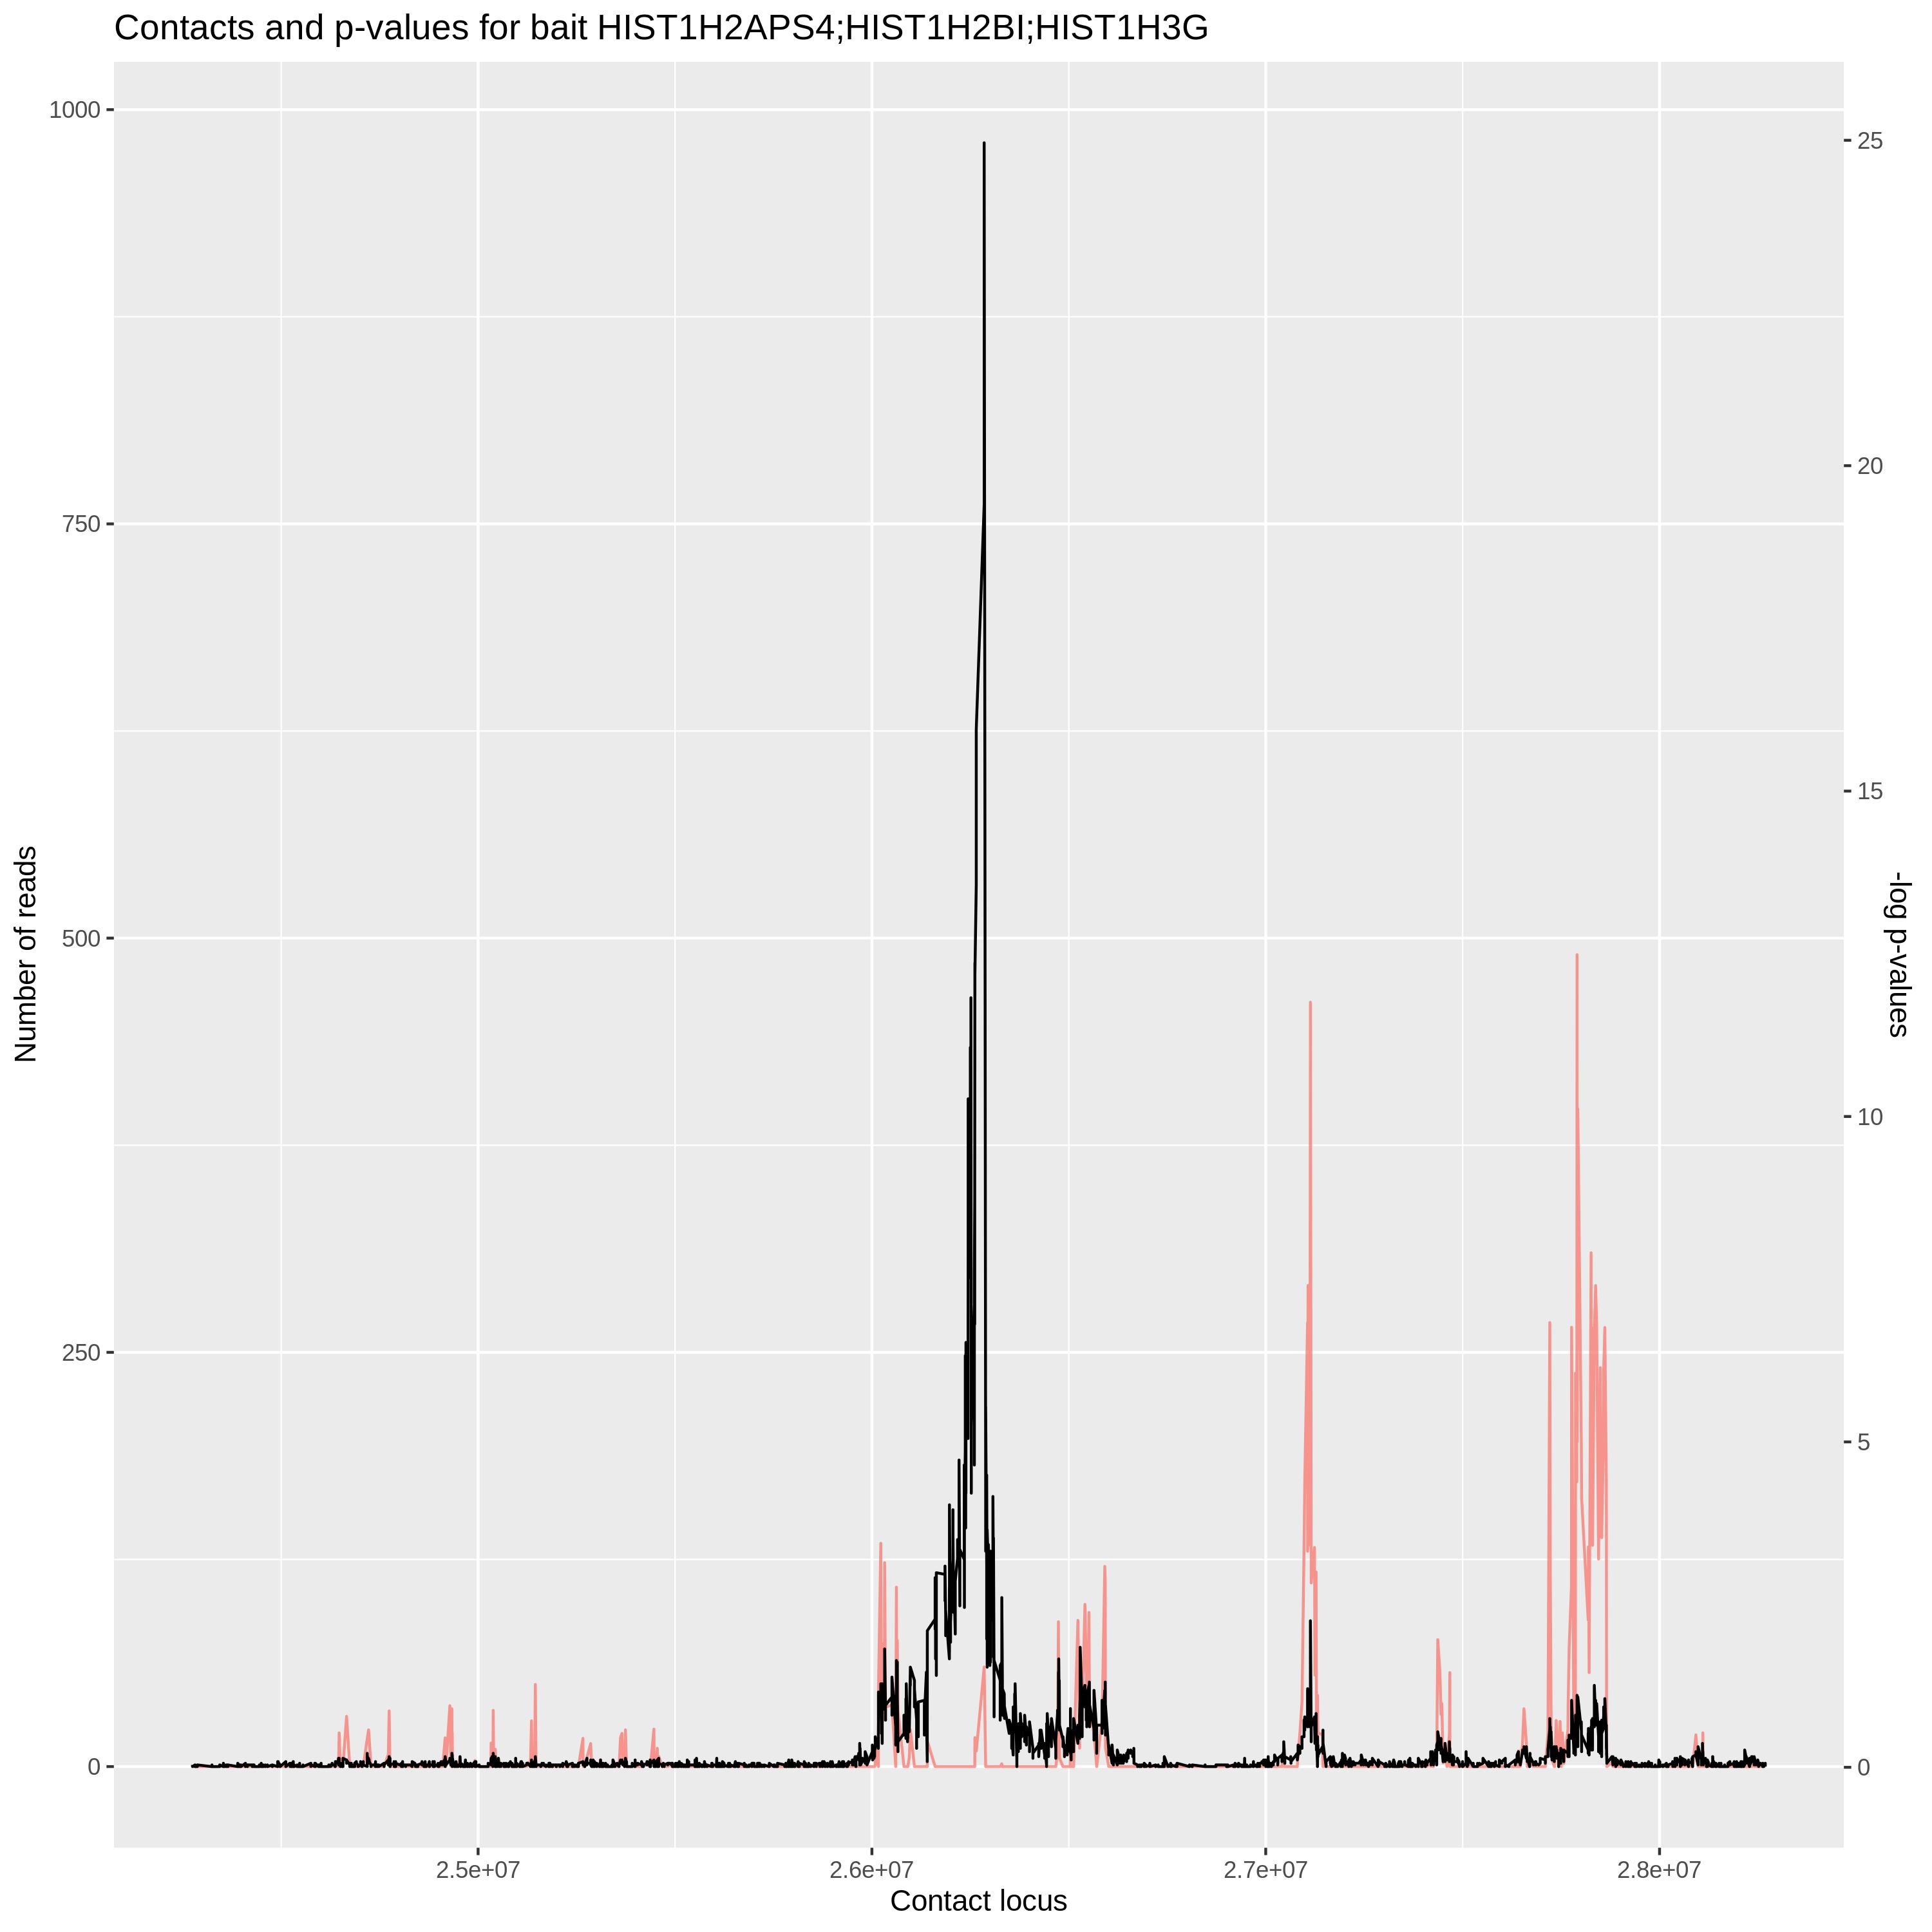 Contacts and p-values for bait HIST1H2APS4;HIST1H2BI;HIST1H3G
1000
750
500
250
0
Number of reads
25
20
15
10
5
0
-log p-values
2.5e+07
2.6e+07
2.7e+07
2.8e+07
Contact locus